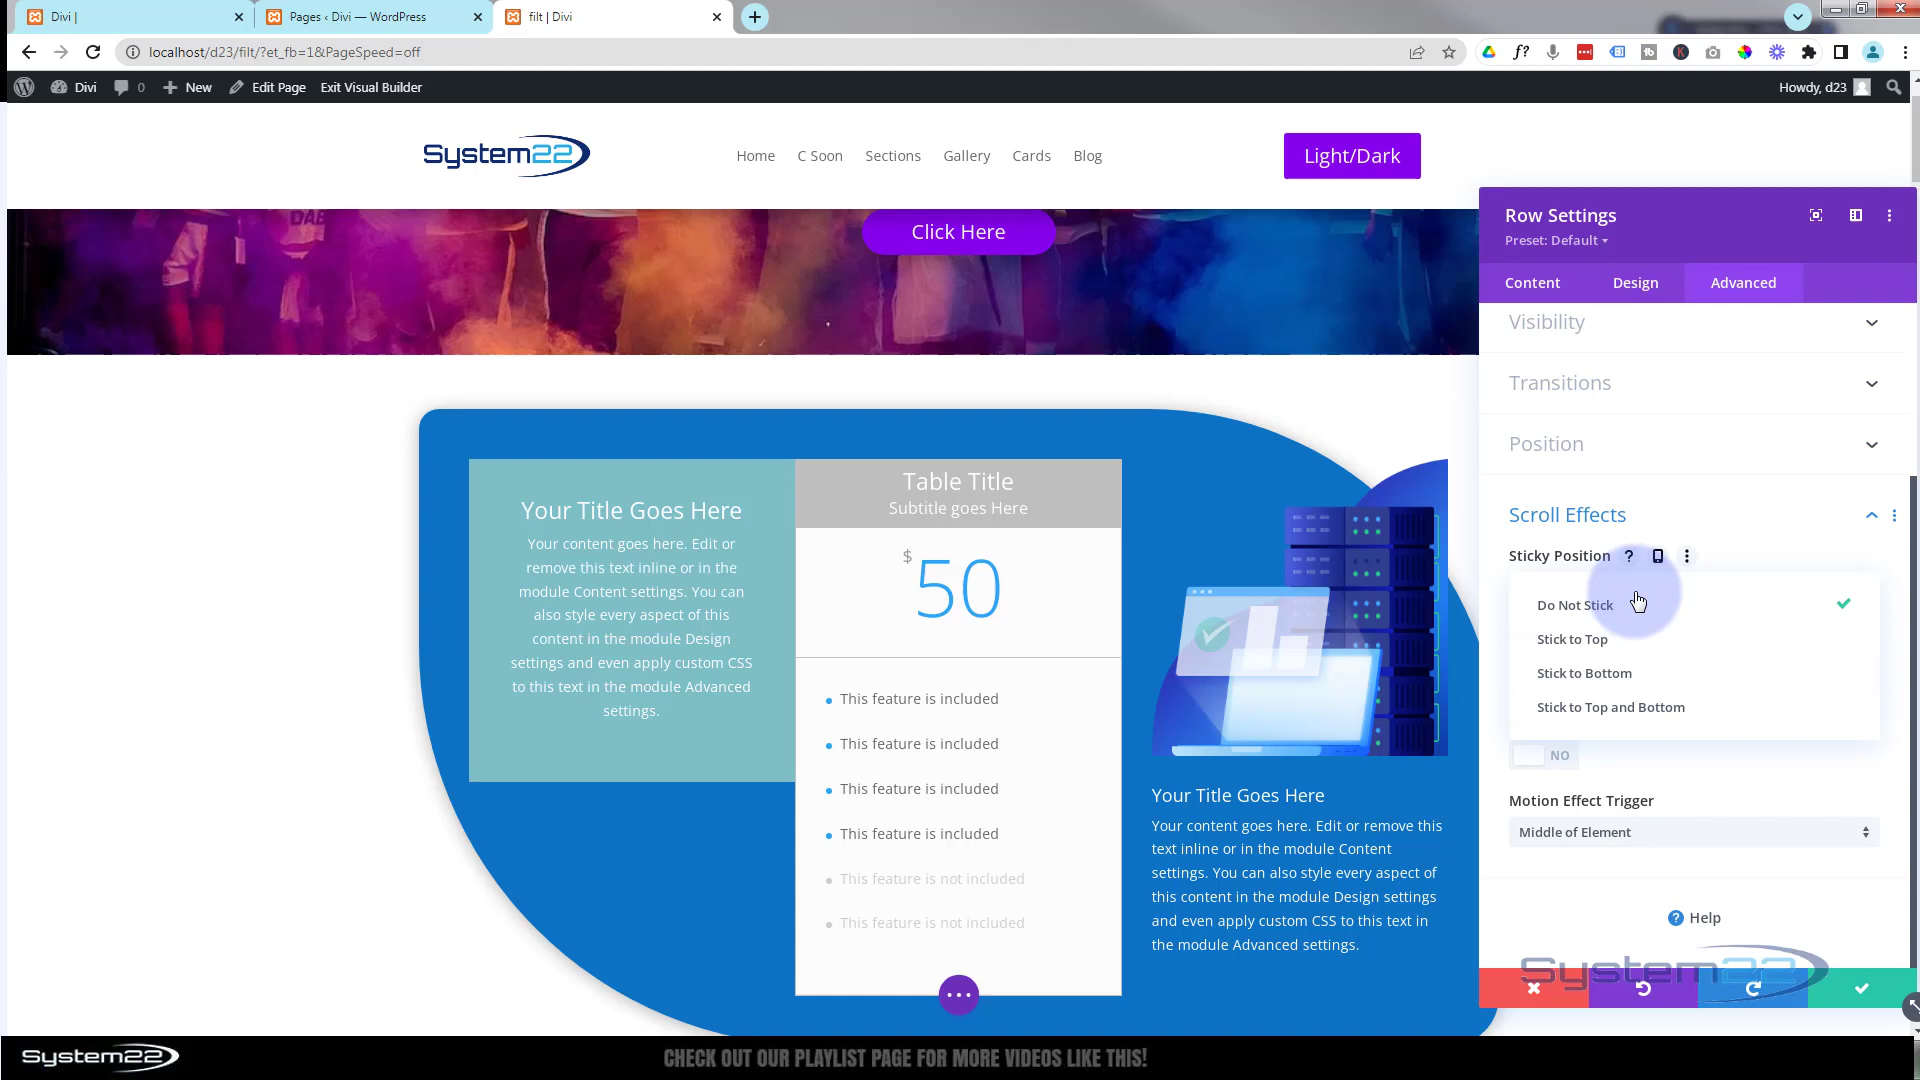 Divi |
Pages ‹ Divi — WordPress
filt | Divi
localhost/d23/filt/?et_fb=1&PageSpeed=off
Divi 0 New Edit Page Exit Visual Builder
Howdy, d23
System22
Home C Soon Sections Gallery Cards Blog
Light/Dark
Click Here
Your Title Goes Here
Your content goes here. Edit or
remove this text inline or in the
module Content settings. You can
also style every aspect of this
content in the module Design
settings and even apply custom CSS
to this text in the module Advanced
settings.
Table Title
Subtitle goes Here
$50
This feature is included
This feature is included
This feature is included
This feature is included
This feature is not included
This feature is not included
Your Title Goes Here
Your content goes here. Edit or remove this
text inline or in the module Content
settings. You can also style every aspect of
this content in the module Design settings
and even apply custom CSS to this text in
the module Advanced settings.
Row Settings
Preset: Default
Content Design Advanced
Visibility
Transitions
Position
Scroll Effects
Sticky Position ?
Do Not Stick
Stick to Top
Stick to Bottom
Stick to Top and Bottom
NO
Motion Effect Trigger
Middle of Element
? Help
System22
System22
CHECK OUT OUR PLAYLIST PAGE FOR MORE VIDEOS LIKE THIS!